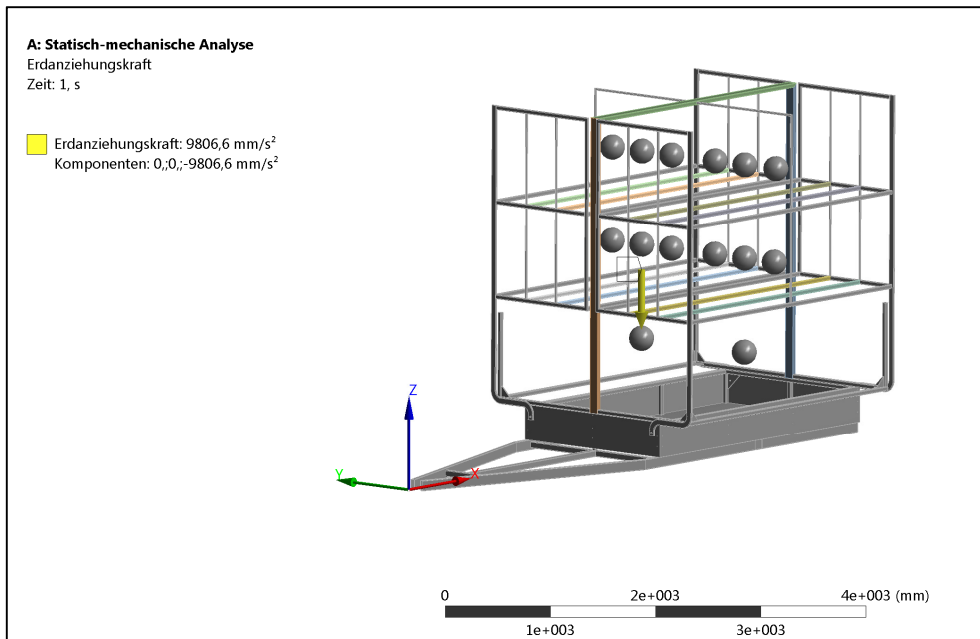 A: Statisch-mechanische Analyse
Erdanziehungskraft
Zeit: 1, s
Erdanziehungskraft: 9806,6 mm/s²
Komponenten: 0,;0,;-9806,6 mm/s²
Z
Y
X
0 2e+003 4e+003 (mm)
1e+003 3e+003